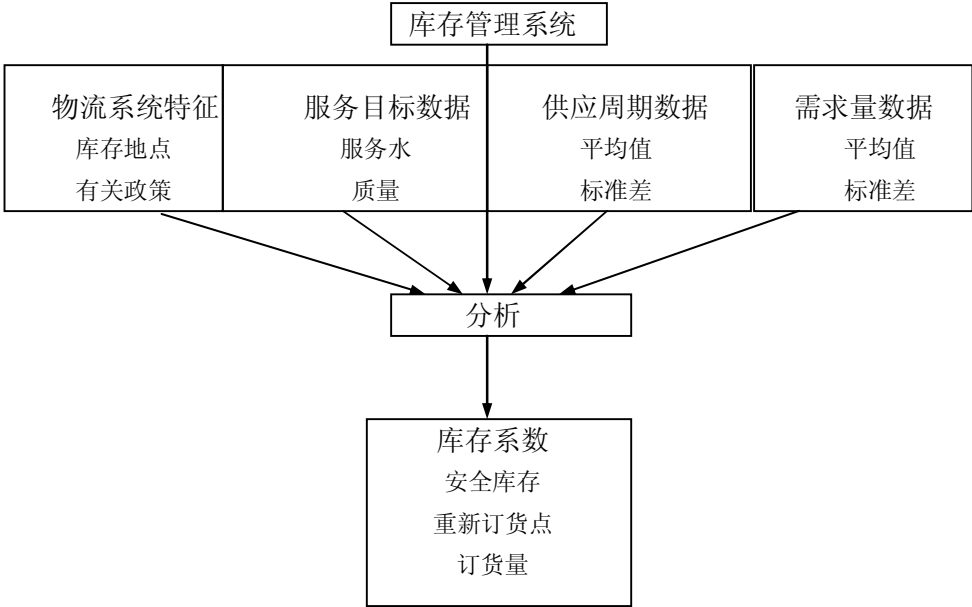 库存管理系统
物流系统特征
库存地点
有关政策
服务目标数据
服务水
质量
供应周期数据
平均值
标准差
需求量数据
平均值
标准差
分析
库存系数
安全库存
重新订货点
订货量